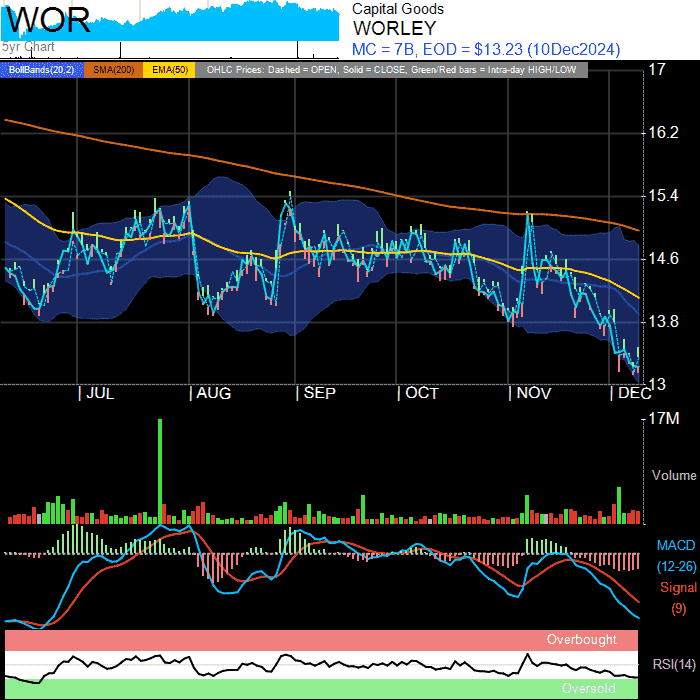 WOR
5yr Chart
Capital Goods
WORLEY
MC = 7B, EOD = $13.23 (10Dec2024)
BollBands(20,2) SMA(200) EMA(50) OHLC Prices: Dashed = OPEN, Solid = CLOSE, Green/Red bars = Intra-day HIGH/LOW
17
16.2
15.4
14.6
13.8
13
JUL AUG SEP OCT NOV DEC
17M
Volume
MACD
(12-26)
Signal
(9)
Overbought
RSI(14)
Oversold